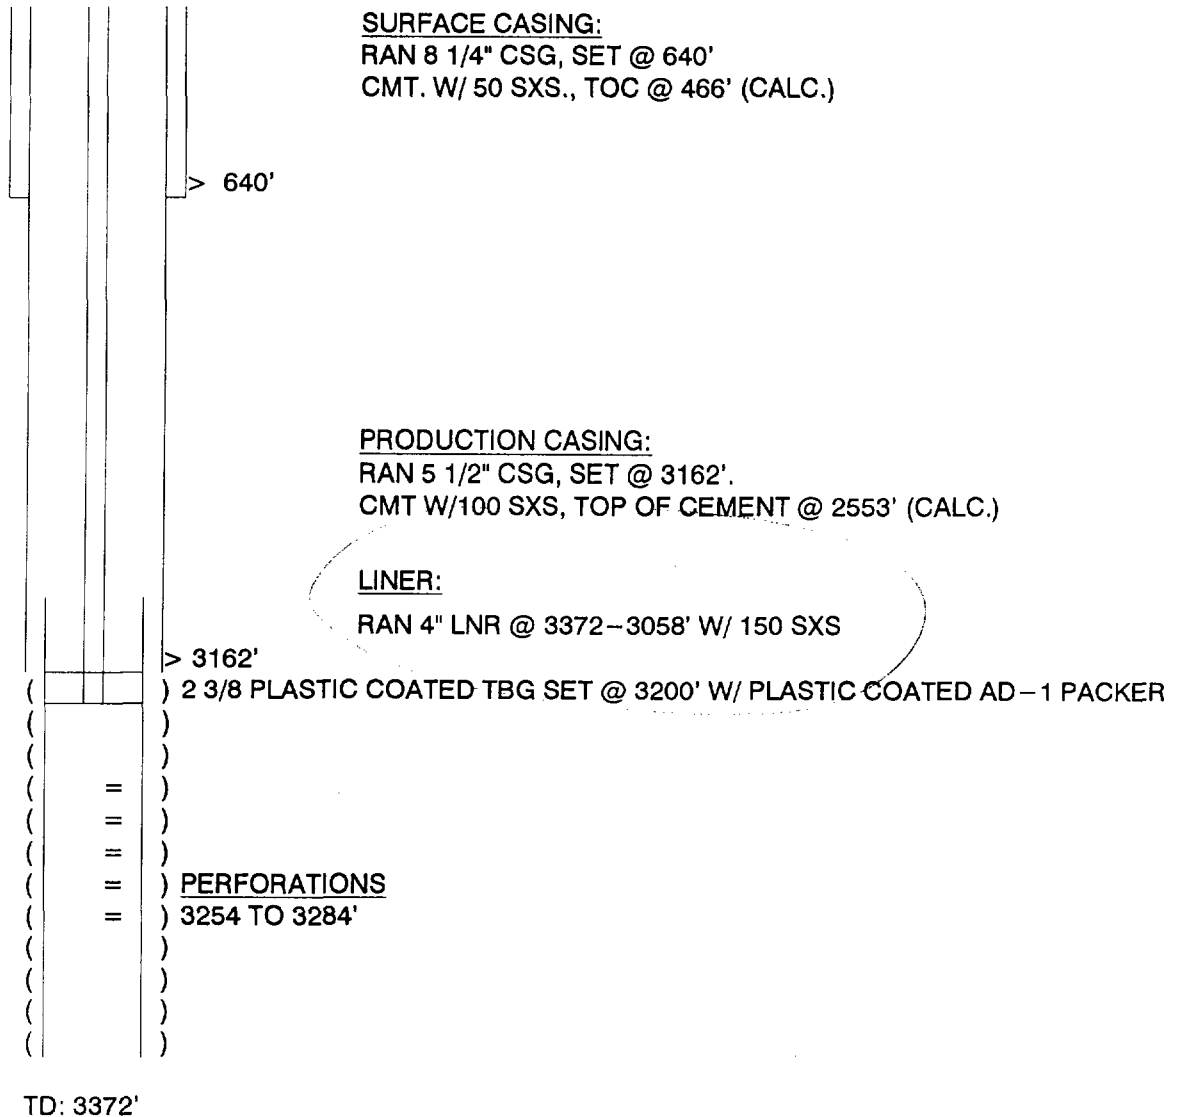 SURFACE CASING:
RAN 8 1/4" CSG, SET @ 640'
CMT. W/ 50 SXS., TOC @ 466' (CALC.)
> 640'
PRODUCTION CASING:
RAN 5 1/2" CSG, SET @ 3162'.
CMT W/100 SXS, TOP OF CEMENT @ 2553' (CALC.)
LINER:
RAN 4" LNR @ 3372-3058' W/ 150 SXS
> 3162'
( ) 2 3/8 PLASTIC COATED TBG SET @ 3200' W/ PLASTIC COATED AD-1 PACKER
( )
( )
( = )
( = )
( = )
( = ) PERFORATIONS
( = ) 3254 TO 3284'
( )
( )
( )
( )
TD: 3372'